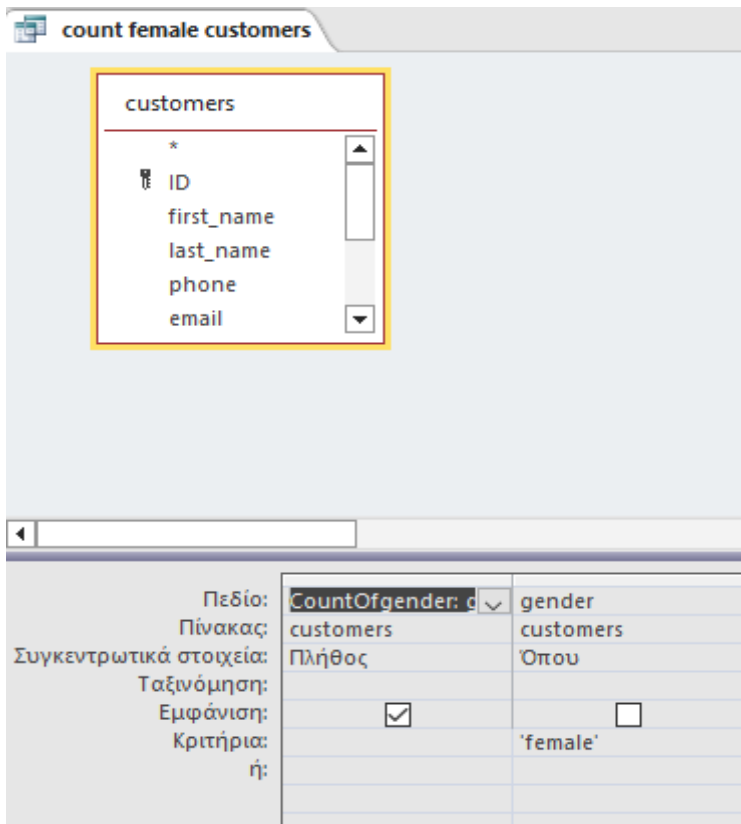 count female customers
customers
*
ID
first_name
last_name
phone
email
Πεδίο: CountOfgender: g gender
Πίνακας: customers customers
Συγκεντρωτικά στοιχεία: Πλήθος Όπου
Ταξινόμηση:
Εμφάνιση:
Κριτήρια: 'female'
ή: